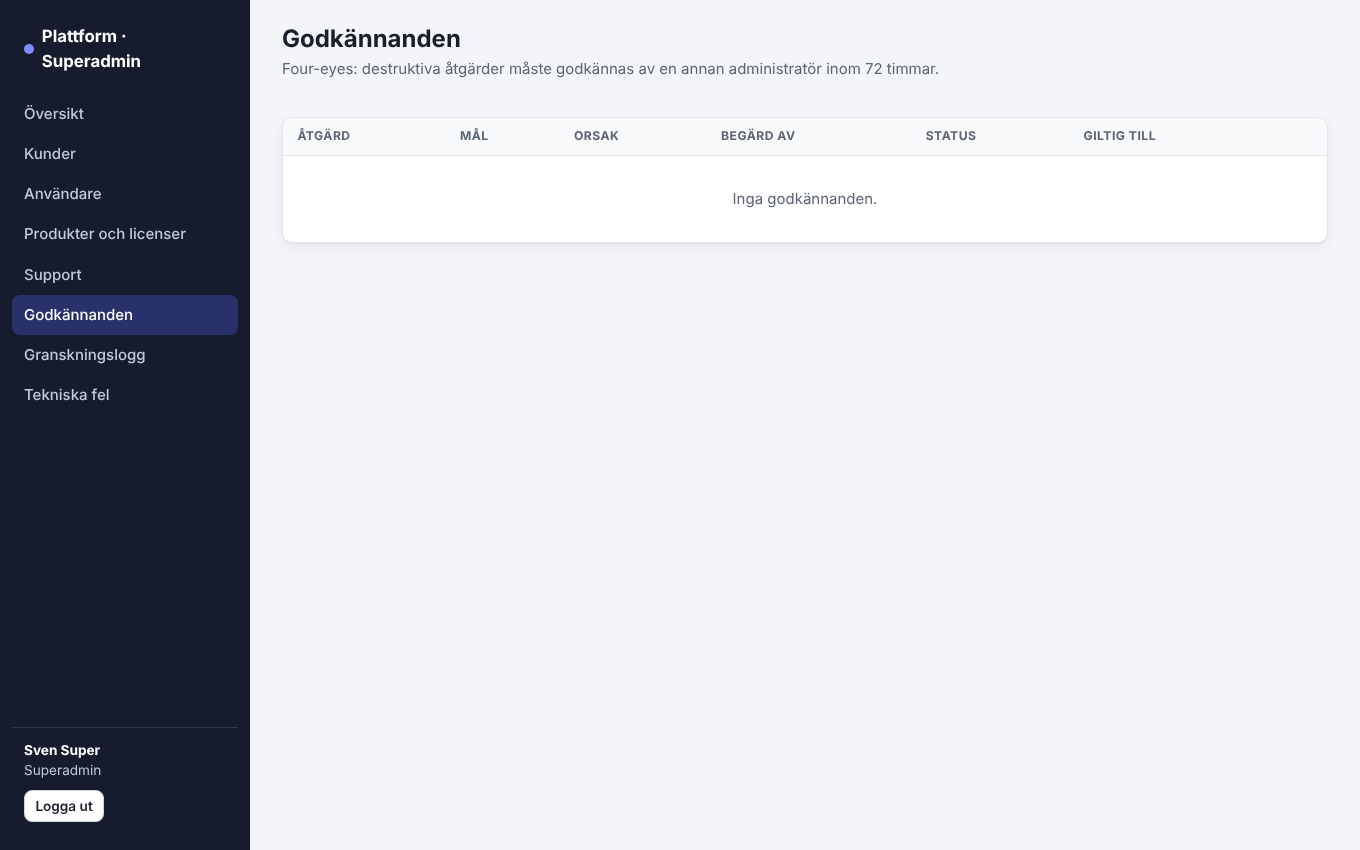 Plattform ·
Superadmin
Översikt
Kunder
Användare
Produkter och licenser
Support
Godkännanden
Granskningslogg
Tekniska fel
Sven Super
Superadmin
Logga ut
Godkännanden
Four-eyes: destruktiva åtgärder måste godkännas av en annan administratör inom 72 timmar.
ÅTGÄRD MÅL ORSAK BEGÄRD AV STATUS GILTIG TILL
Inga godkännanden.